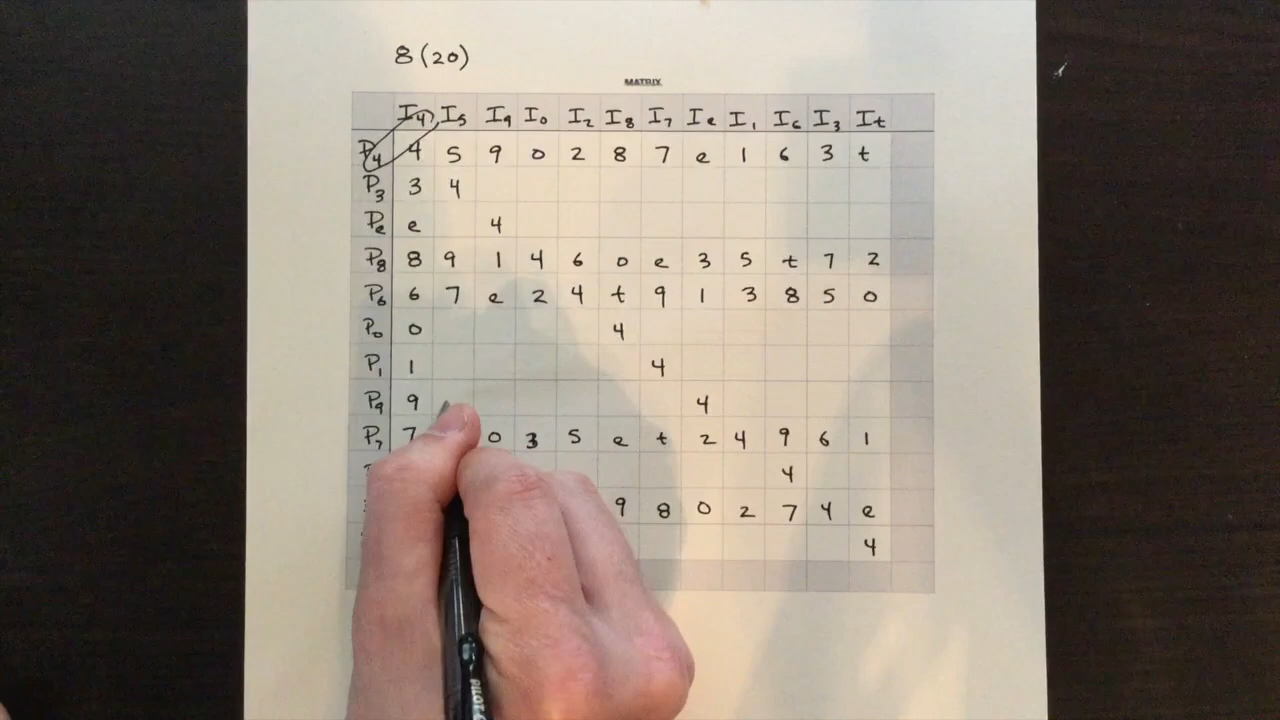 8(20)
MATRIX
I4 I5 I9 I0 I2 I8 I7 Ie I1 I6 I3 It
P4 4 5 9 0 2 8 7 e 1 6 3 t
P3 3 4
Pe e 4
P8 8 9 1 4 6 0 e 3 5 t 7 2
P6 6 7 e 2 4 t 9 1 3 8 5 0
P0 0 4
P1 1 4
P9 9 4
P7 7 0 3 5 e t 2 4 9 6 1
4
9 8 0 2 7 4 e
4
PILOT